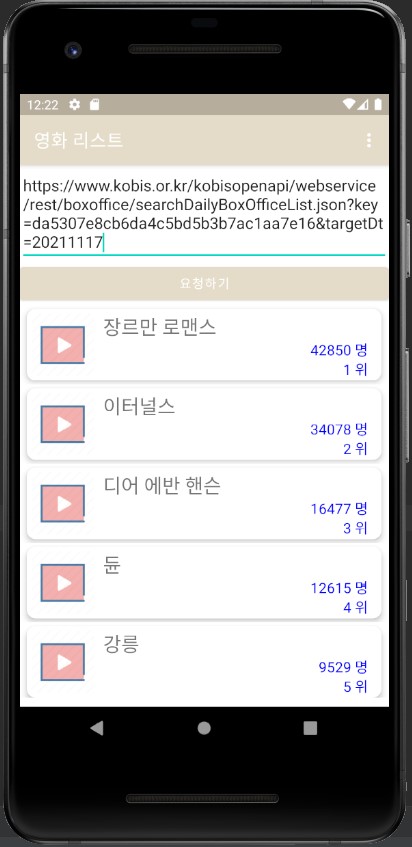 12:22
영화 리스트
https://www.kobis.or.kr/kobisopenapi/webservice
/rest/boxoffice/searchDailyBoxOfficeList.json?key
=da5307e8cb6da4c5bd5b3b7ac1aa7e16&targetDt
=20211117
요청하기
장르만 로맨스
42850 명
1 위
이터널스
34078 명
2 위
디어 에반 핸슨
16477 명
3 위
듄
12615 명
4 위
강릉
9529 명
5 위